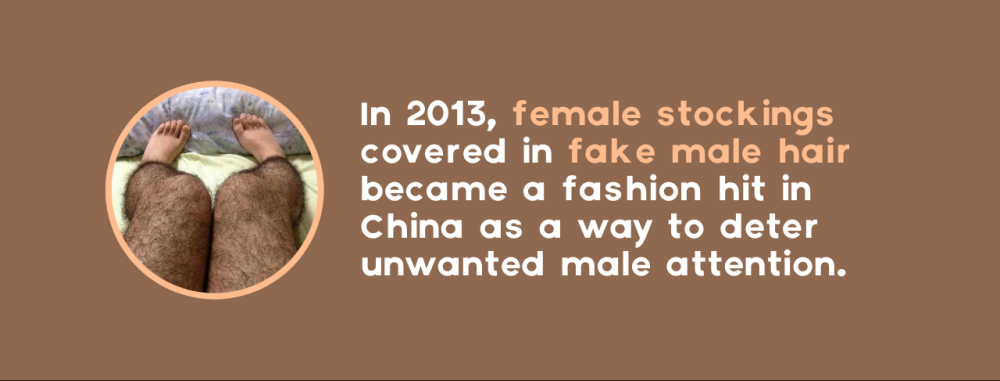 In 2013, female stockings
covered in fake male hair
became a fashion hit in
China as a way to deter
unwanted male attention.